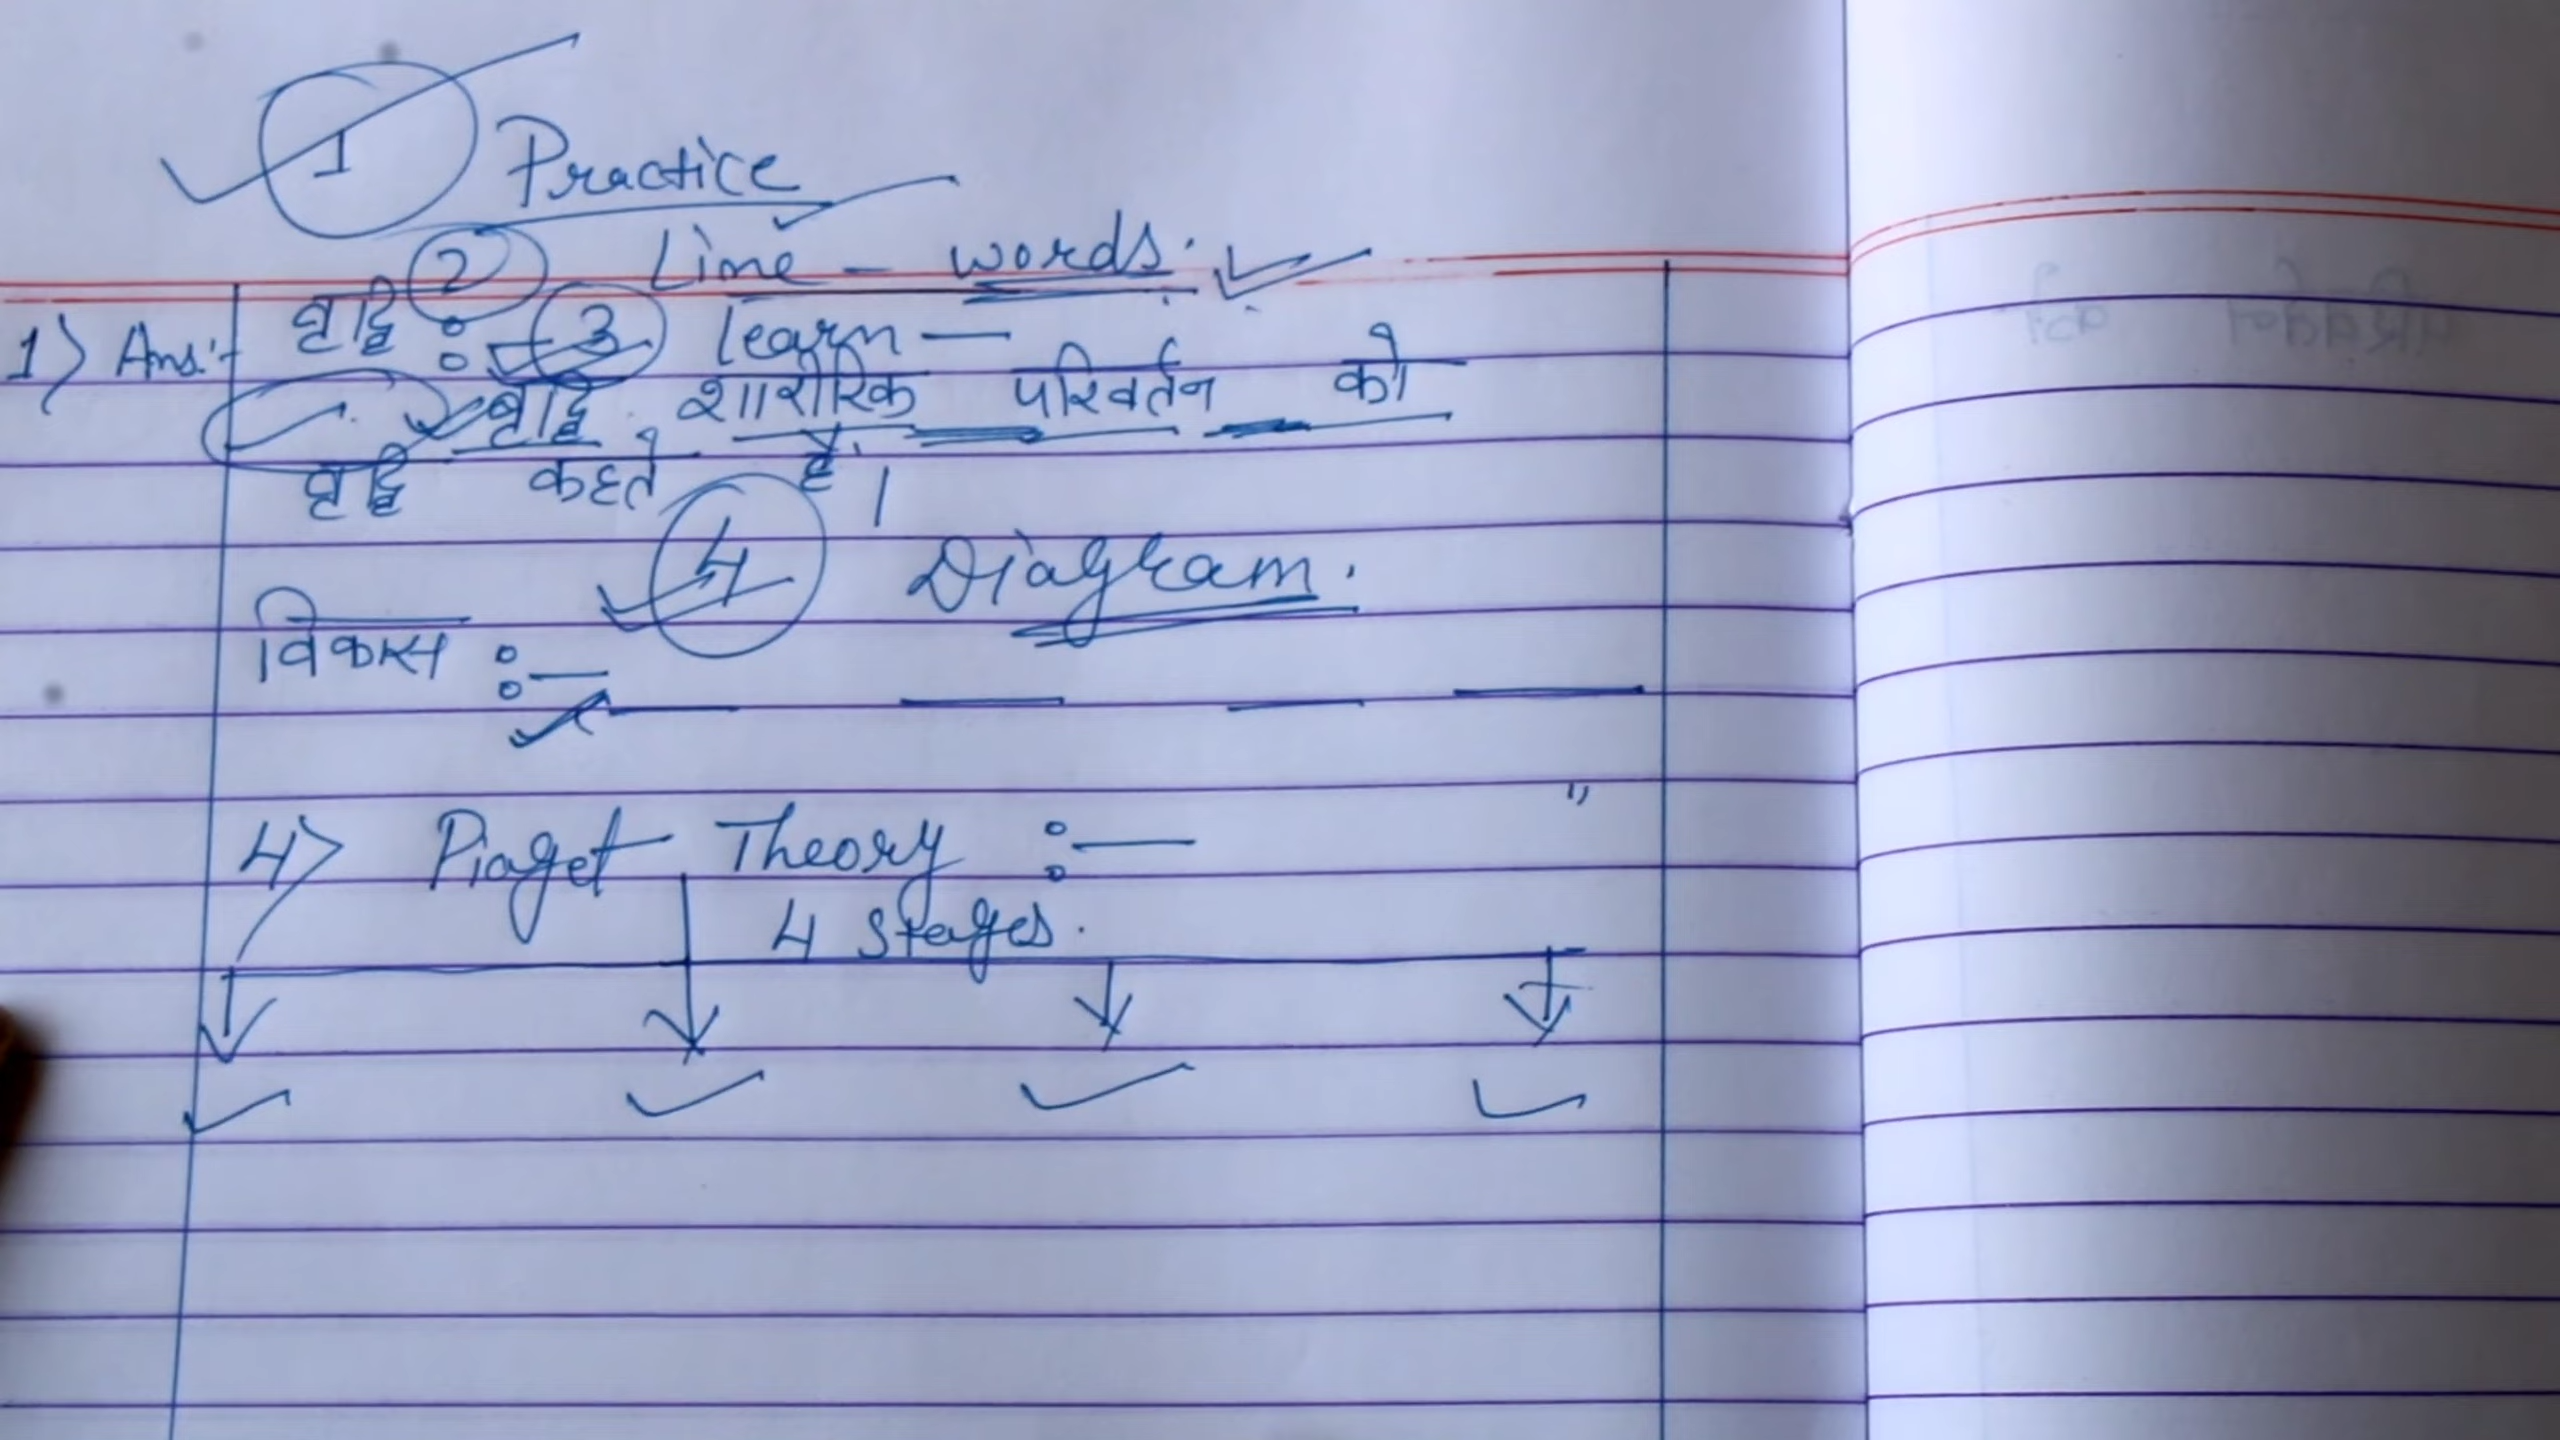 1 Practice
2 Line - words.
वृद्धि :- 3 learn —
1) Ans:-
वृद्धि शारीरिक परिवर्तन को
वृद्धि कहते हैं।
4 Diagram.
विकास :-
4) Piaget Theory :-
4 stages.